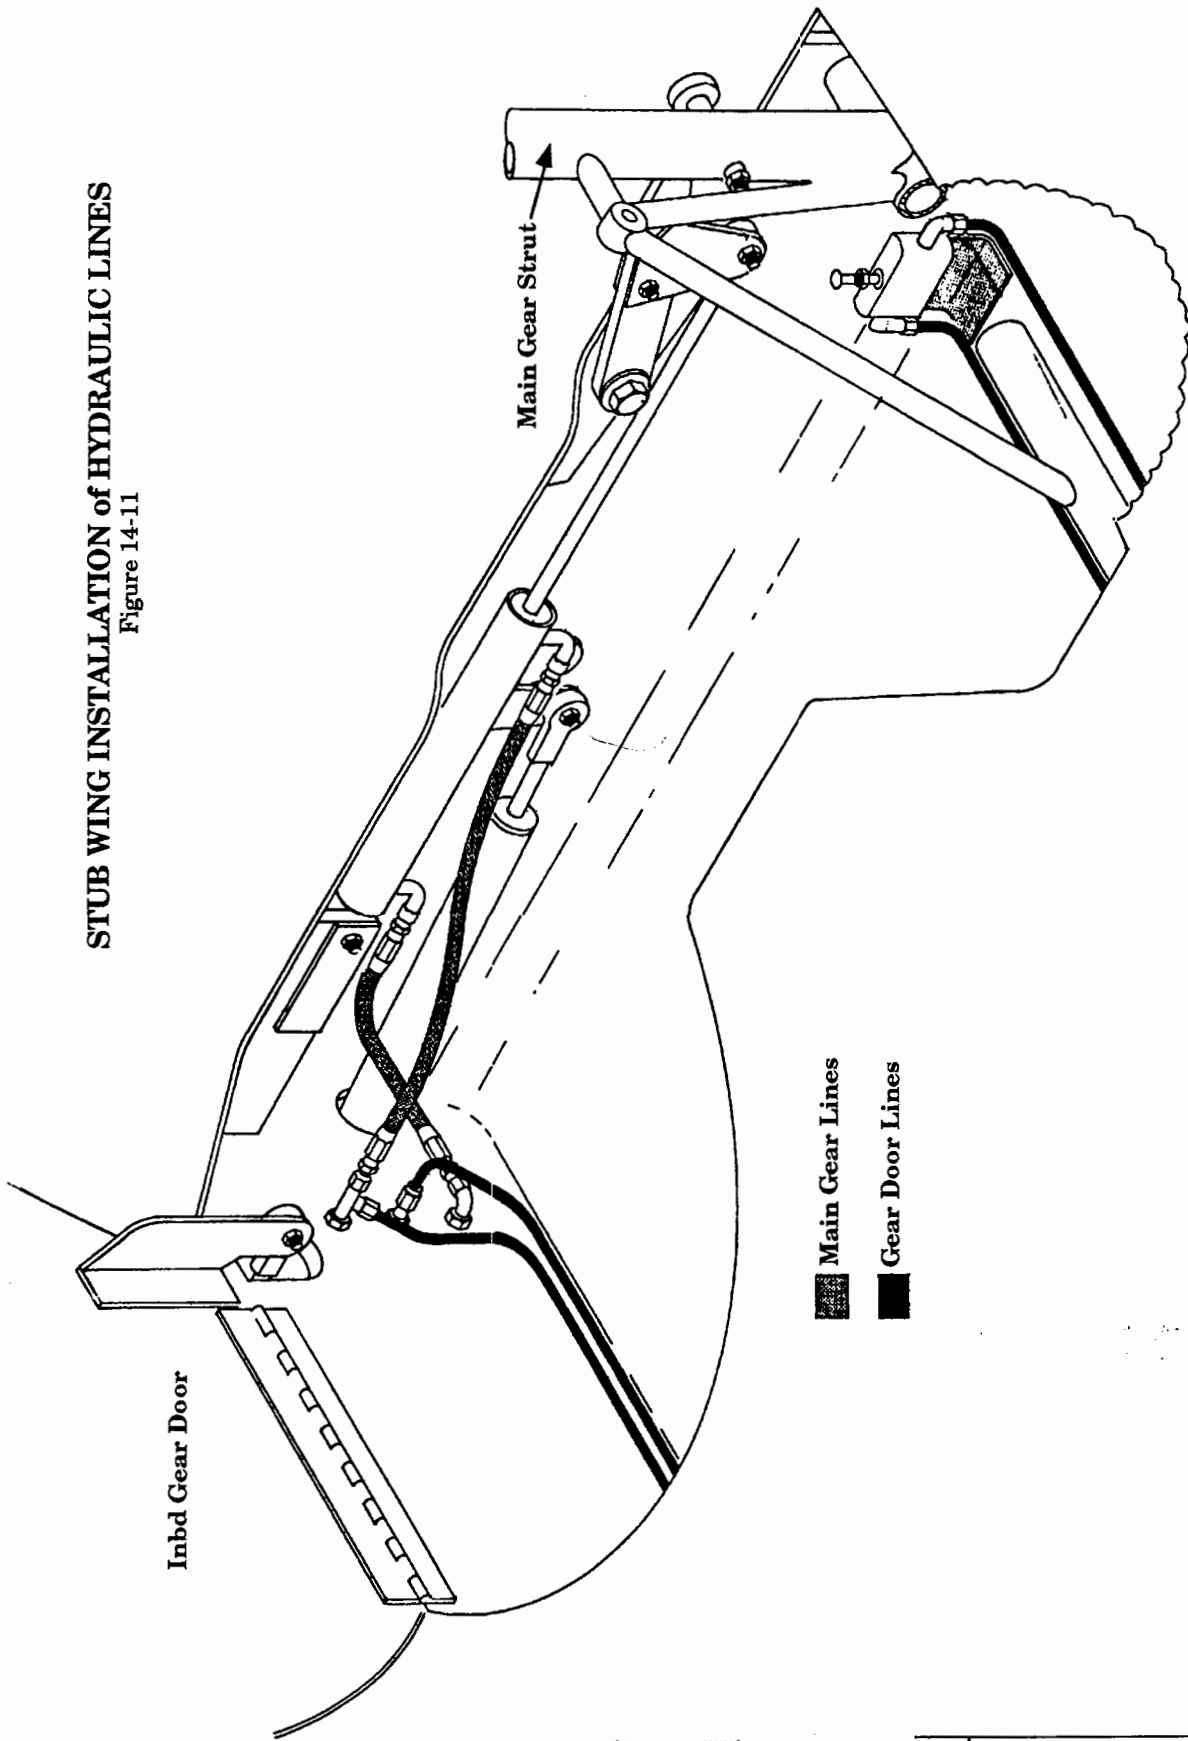 STUB WING INSTALLATION of HYDRAULIC LINES
Figure 14-11
Main Gear Strut
Inbd Gear Door
Main Gear Lines
Gear Door Lines